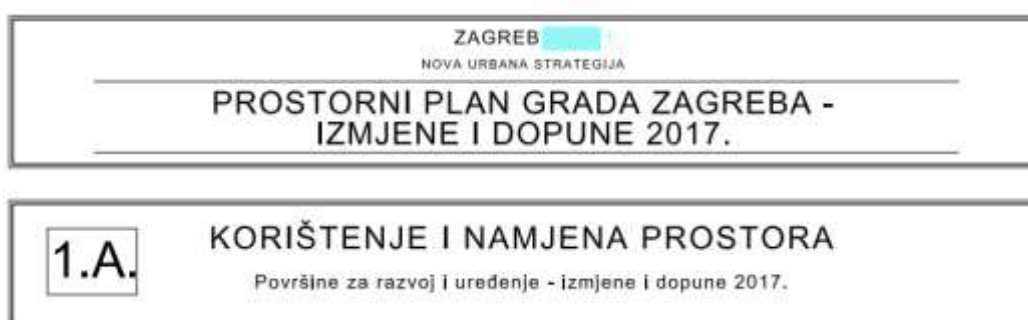 ZAGREB
NOVA URBANA STRATEGIJA
PROSTORNI PLAN GRADA ZAGREBA -
IZMJENE I DOPUNE 2017.
1.A.
KORIŠTENJE I NAMJENA PROSTORA
Površine za razvoj i uređenje - izmjene i dopune 2017.